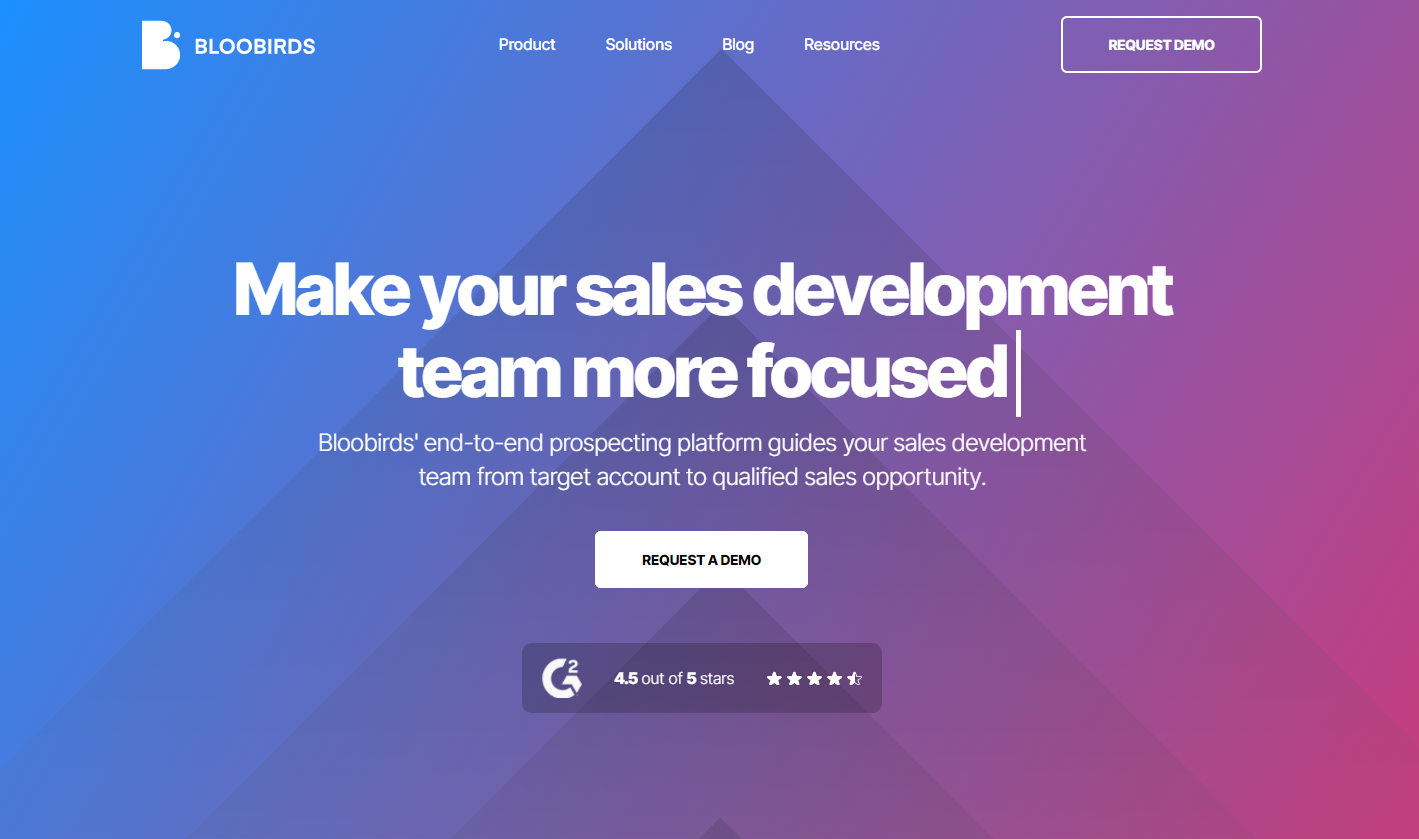 BLOOBIRDS
Product
Solutions
Blog
Resources
REQUEST DEMO
Make your sales development
team more focused
Bloobirds' end-to-end prospecting platform guides your sales development
team from target account to qualified sales opportunity.
REQUEST A DEMO
G2
4.5 out of 5 stars